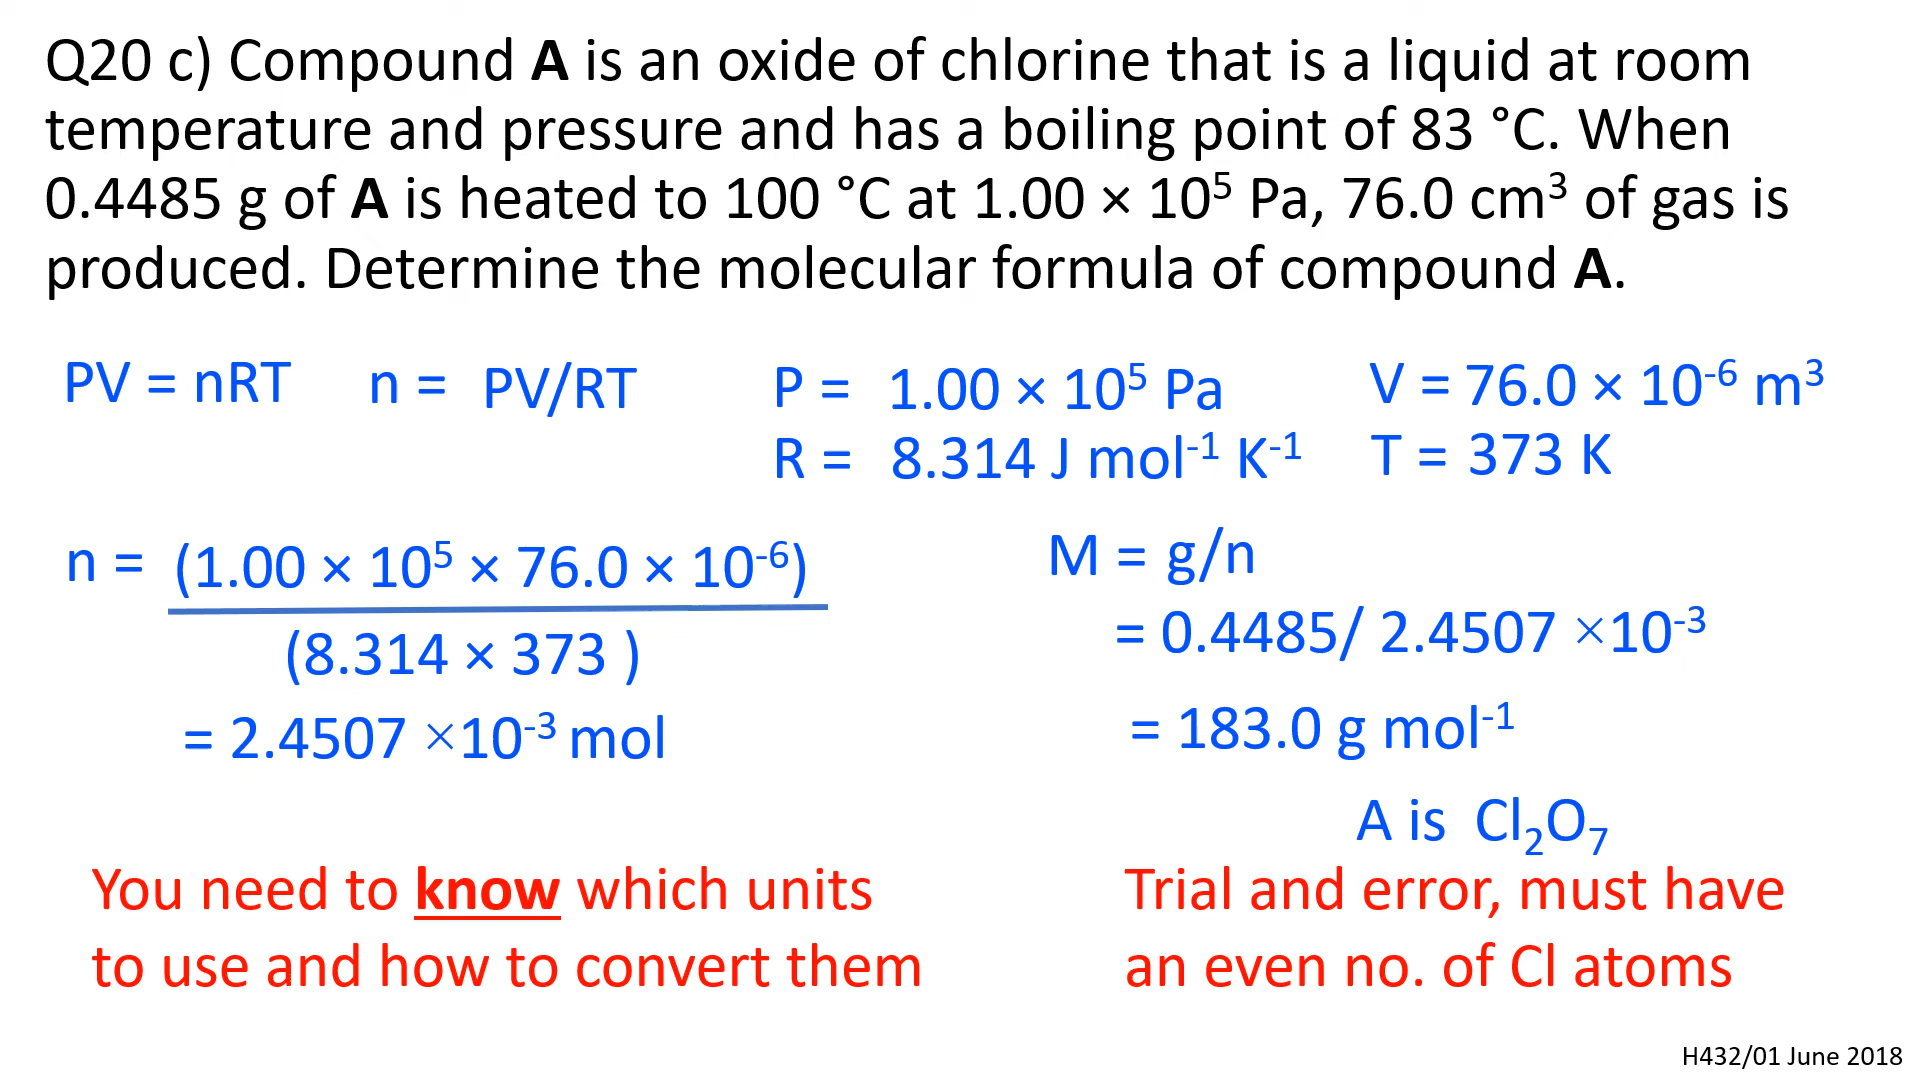 Q20 c) Compound A is an oxide of chlorine that is a liquid at room
temperature and pressure and has a boiling point of 83 °C. When
0.4485 g of A is heated to 100 °C at 1.00 × 10⁵ Pa, 76.0 cm³ of gas is
produced. Determine the molecular formula of compound A.
PV = nRT n = PV/RT P = 1.00 × 10⁵ Pa V = 76.0 × 10⁻⁶ m³
R = 8.314 J mol⁻¹ K⁻¹ T = 373 K
n = (1.00 × 10⁵ × 76.0 × 10⁻⁶)
(8.314 × 373 )
= 2.4507 ×10⁻³ mol
M = g/n
= 0.4485/ 2.4507 ×10⁻³
= 183.0 g mol⁻¹
A is Cl₂O₇
You need to know which units
to use and how to convert them
Trial and error, must have
an even no. of Cl atoms
H432/01 June 2018